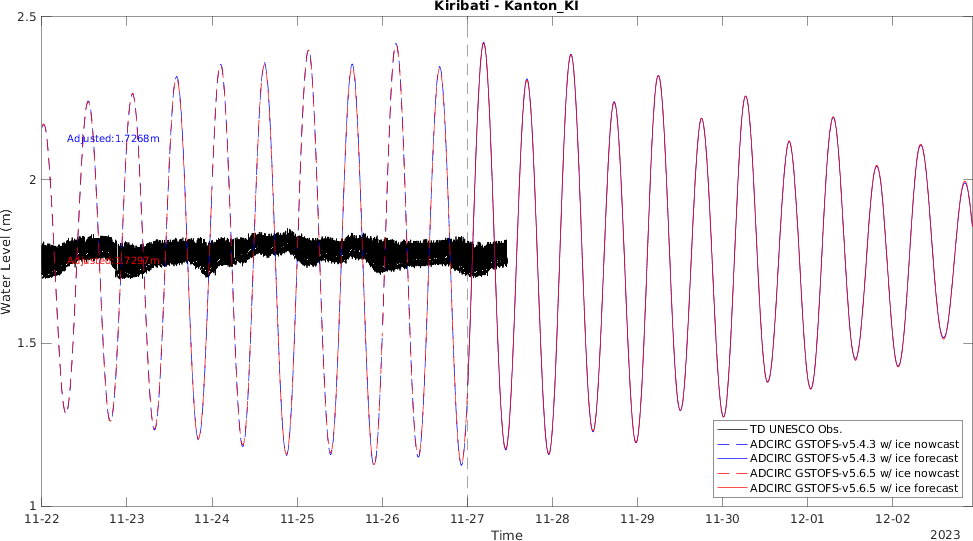 Kiribati - Kanton_KI
2.5
2
1.5
1
Water Level (m)
Adjusted:1.7268m
Adjusted:1.7297m
TD UNESCO Obs.
ADCIRC GSTOFS-v5.4.3 w/ ice nowcast
ADCIRC GSTOFS-v5.4.3 w/ ice forecast
ADCIRC GSTOFS-v5.6.5 w/ ice nowcast
ADCIRC GSTOFS-v5.6.5 w/ ice forecast
11-22 11-23 11-24 11-25 11-26 11-27 11-28 11-29 11-30 12-01 12-02
Time
2023